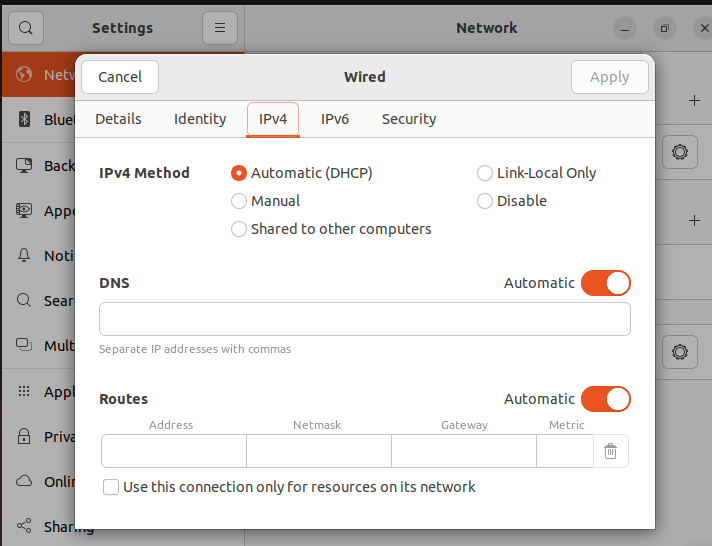 Settings
Network
Cancel
Wired
Apply
Details
Identity
IPv4
IPv6
Security
IPv4 Method
Automatic (DHCP)
Link-Local Only
Manual
Disable
Shared to other computers
DNS
Automatic
Separate IP addresses with commas
Routes
Automatic
Address
Netmask
Gateway
Metric
Use this connection only for resources on its network
Netw
Bluet
Back
Appe
Noti
Sear
Mult
Appl
Priva
Onlin
Sharing